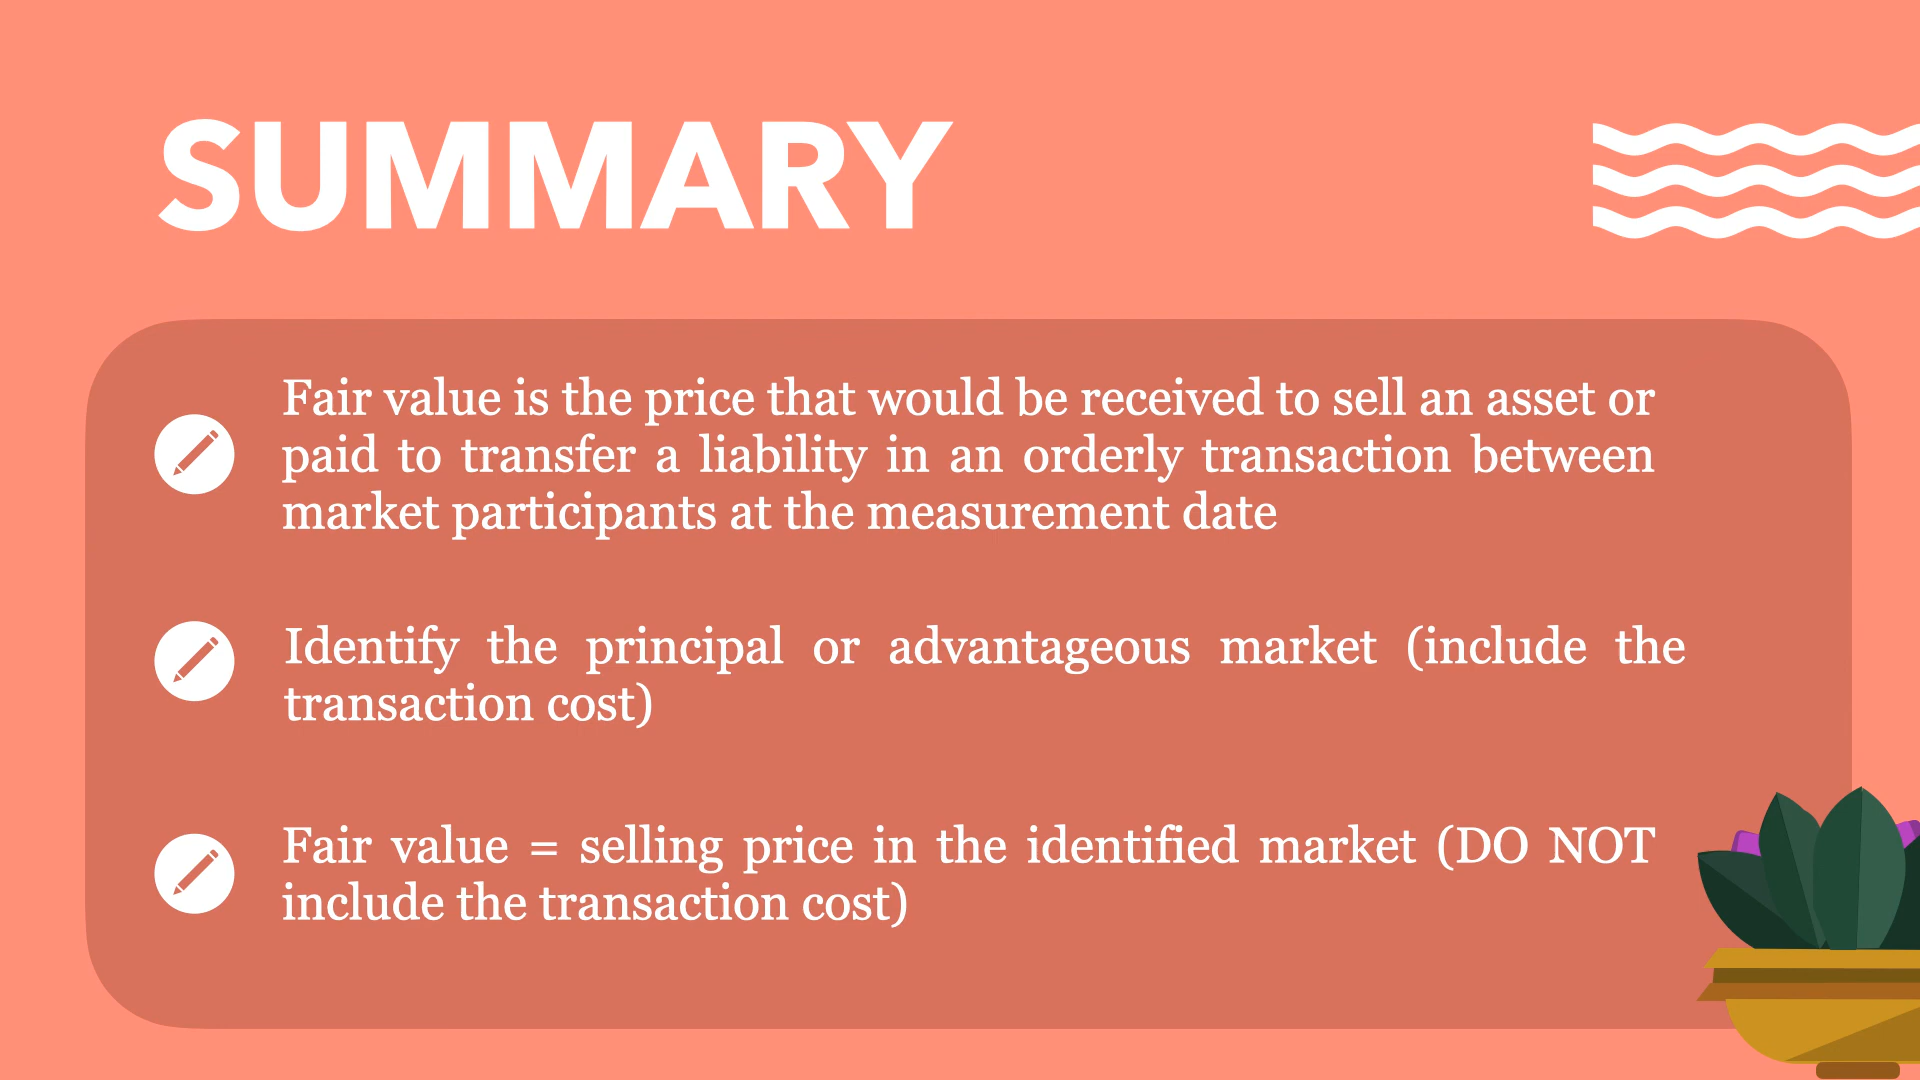 SUMMARY
Fair value is the price that would be received to sell an asset or
paid to transfer a liability in an orderly transaction between
market participants at the measurement date
Identify the principal or advantageous market (include the
transaction cost)
Fair value = selling price in the identified market (DO NOT
include the transaction cost)